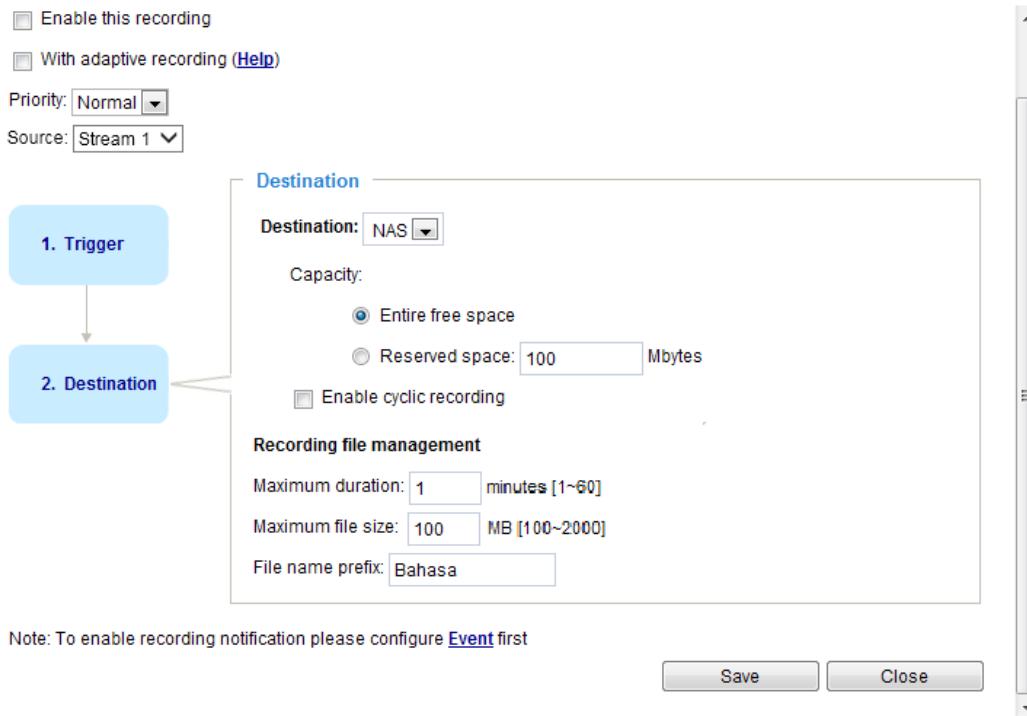 Enable this recording
With adaptive recording (Help)
Priority: Normal
Source: Stream 1
Destination
1. Trigger
2. Destination
Destination: NAS
Capacity:
Entire free space
Reserved space: 100 Mbytes
Enable cyclic recording
Recording file management
Maximum duration: 1 minutes [1~60]
Maximum file size: 100 MB [100~2000]
File name prefix: Bahasa
Note: To enable recording notification please configure Event first
Save Close